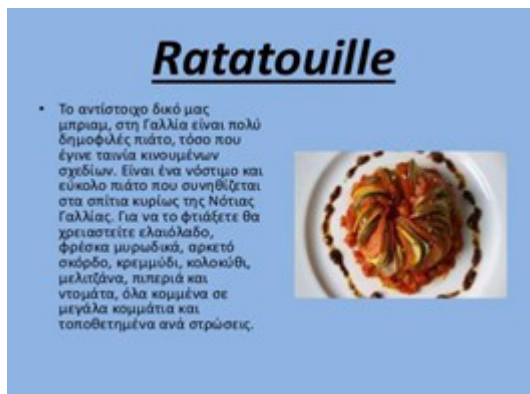 Ratatouille
• Το αντίστοιχο δικό μας
μπριαμ, στη Γαλλία είναι πολύ
δημοφιλές πιάτο, τόσο που
έγινε ταινία κινουμένων
σχεδίων. Είναι ένα νόστιμο και
εύκολο πιάτο που συνηθίζεται
στα σπίτια κυρίως της Νότιας
Γαλλίας. Για να το φτιάξετε θα
χρειαστείτε ελαιόλαδο,
φρέσκα μυρωδικά, αρκετό
σκόρδο, κρεμμύδι, κολοκύθι,
μελιτζάνα, πιπεριά και
ντομάτα, όλα κομμένα σε
μεγάλα κομμάτια και
τοποθετημένα ανά στρώσεις.